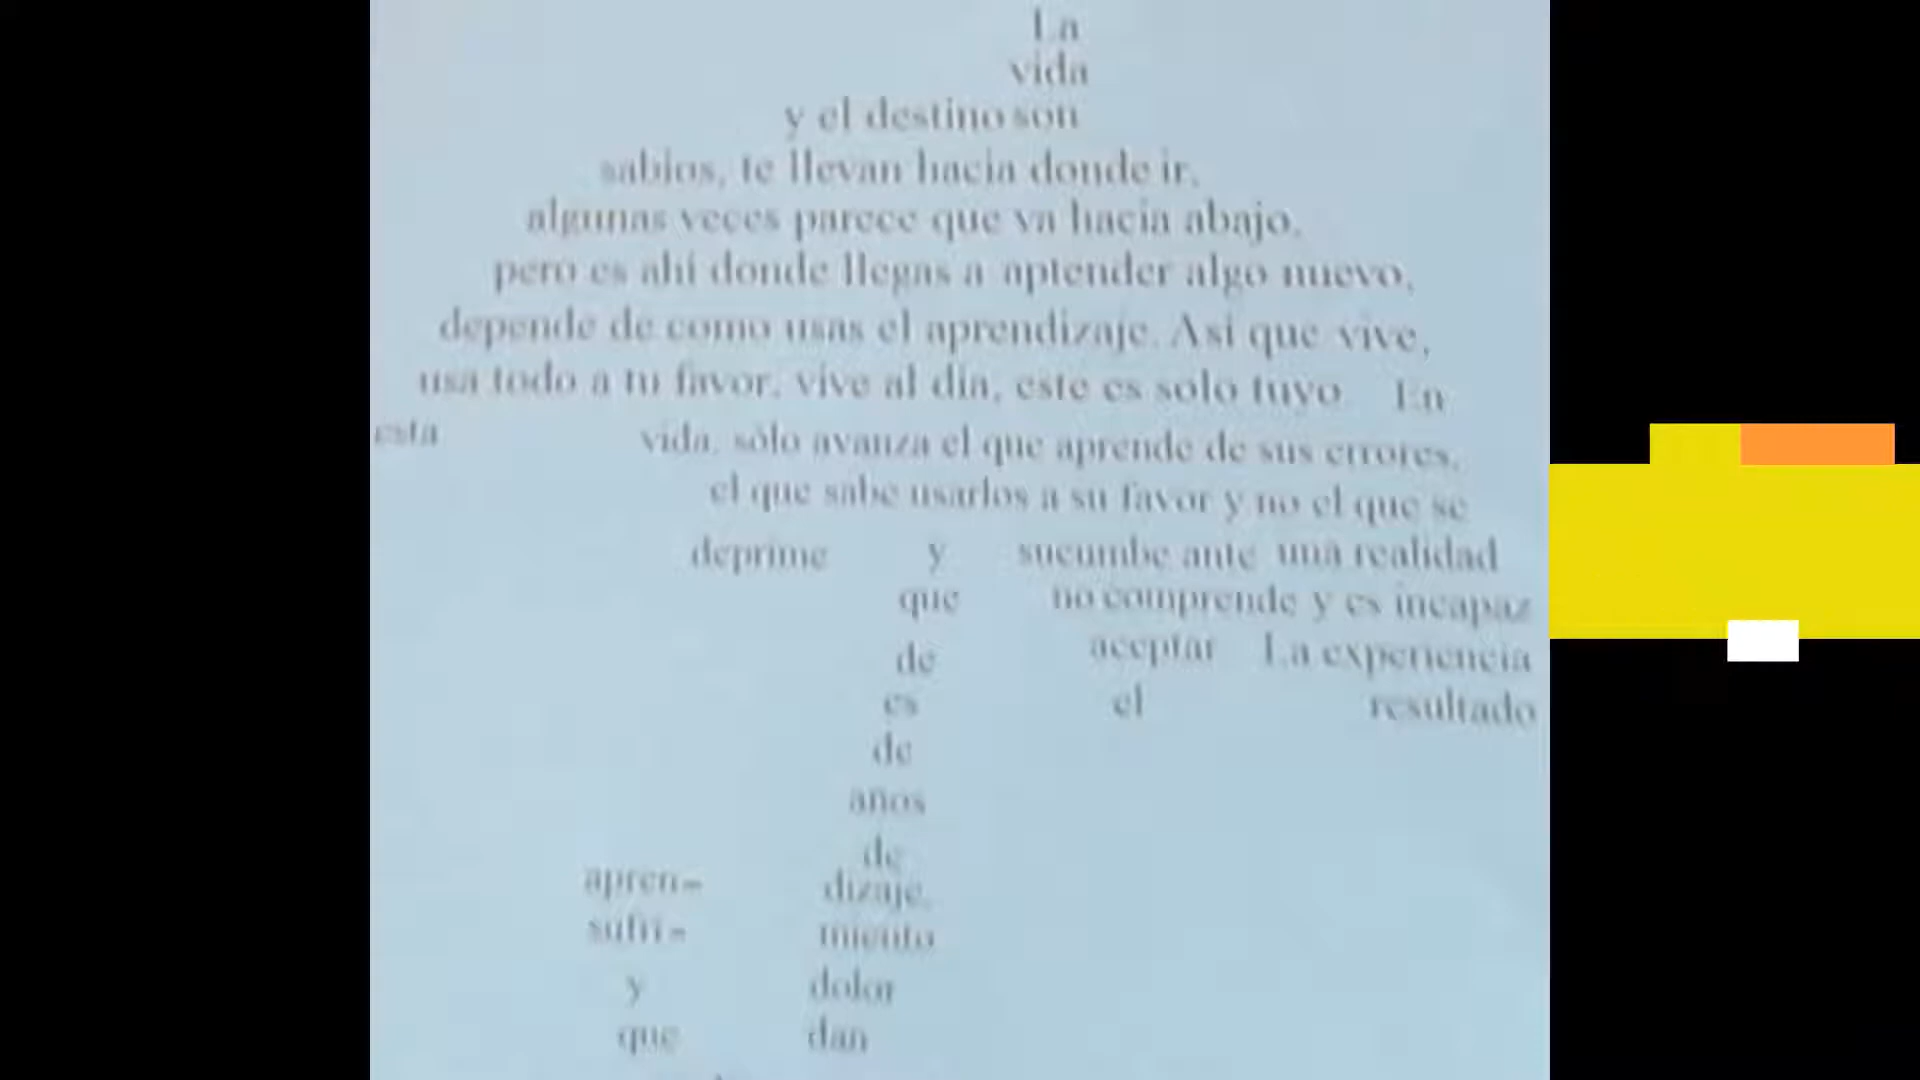 La
vida
y el destino son
sabios, te llevan hacia donde ir,
algunas veces parece que va hacia abajo,
pero es ahí donde llegas a aptender algo nuevo,
depende de como usas el aprendizaje. Así que vive,
usa todo a tu favor, vive al día, este es solo tuyo La
esta vida, sólo avanza el que aprende de sus errores,
el que sabe usarlos a su favor y no el que se
deprime y sucumbe ante una realidad
que no comprende y es incapaz
de aceptar La experiencia
es el resultado
de
años
de
apren- dizaje,
sufri- miento
y dolor
que dan